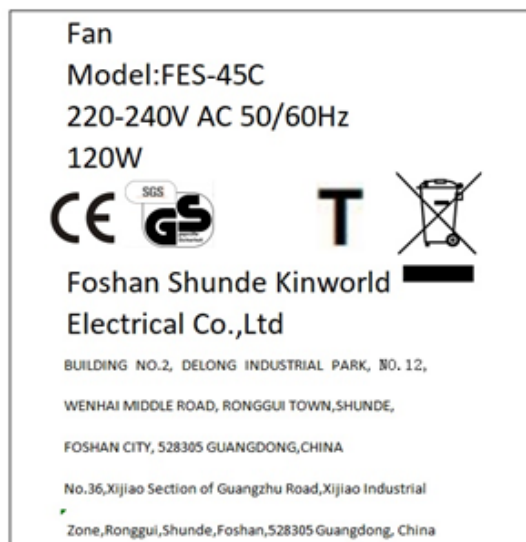 Fan
Model:FES-45C
220-240V AC 50/60Hz
120W
CE SGS GS geprüfte Sicherheit T
Foshan Shunde Kinworld
Electrical Co.,Ltd
BUILDING NO.2, DELONG INDUSTRIAL PARK, NO.12,
WENHAI MIDDLE ROAD, RONGGUI TOWN,SHUNDE,
FOSHAN CITY, 528305 GUANGDONG,CHINA
No.36,Xijiao Section of Guangzhu Road,Xijiao Industrial
Zone,Ronggui,Shunde,Foshan,528305 Guangdong, China